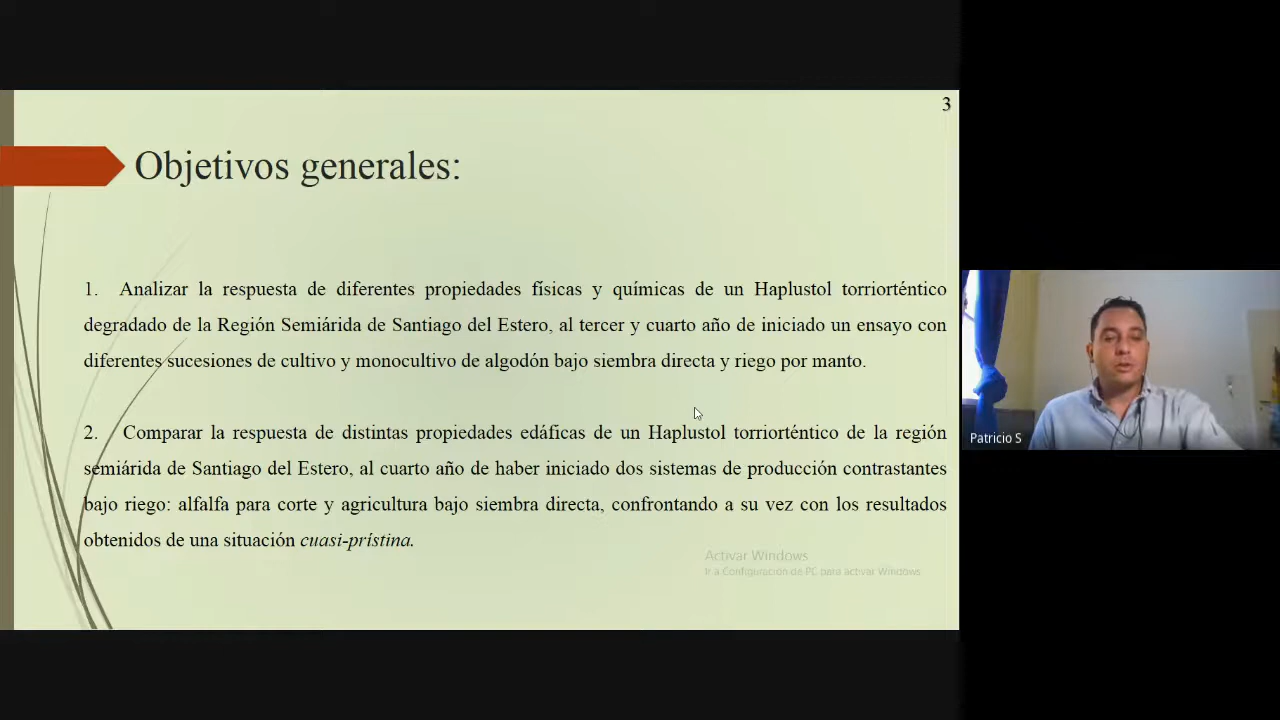 3
Objetivos generales:
1. Analizar la respuesta de diferentes propiedades físicas y químicas de un Haplustol torriorténtico
degradado de la Región Semiárida de Santiago del Estero, al tercer y cuarto año de iniciado un ensayo con
diferentes sucesiones de cultivo y monocultivo de algodón bajo siembra directa y riego por manto.
2. Comparar la respuesta de distintas propiedades edáficas de un Haplustol torriorténtico de la región
semiárida de Santiago del Estero, al cuarto año de haber iniciado dos sistemas de producción contrastantes
bajo riego: alfalfa para corte y agricultura bajo siembra directa, confrontando a su vez con los resultados
obtenidos de una situación cuasi-prístina.
Activar Windows
Ir a Configuración de PC para activar Windows
Patricio S